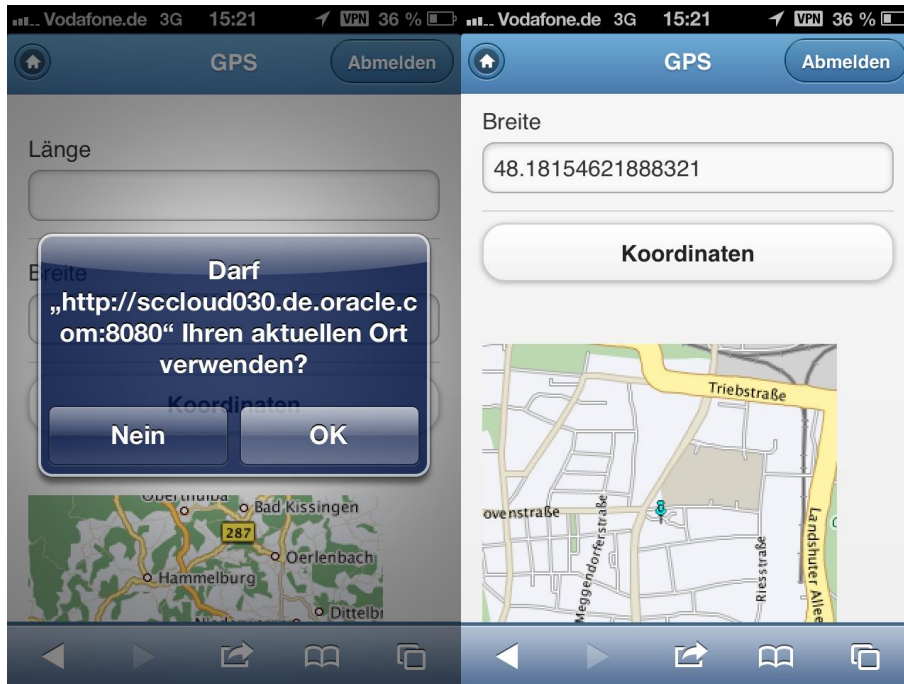 Vodafone.de 3G 15:21 VPN 36 %
GPS
Abmelden
Länge
Breite
Darf
„http://sccloud030.de.oracle.c
om:8080“ Ihren aktuellen Ort
verwenden?
Koordinaten
Nein
OK
Oberthulba
Bad Kissingen
287
Oerlenbach
Hammelburg
Vodafone.de 3G 15:21 VPN 36 %
GPS
Abmelden
Breite
48.18154621888321
Koordinaten
Triebstraße
ovenstraße
Meggendorferstraße
Riesstraße
Landshuter Allee